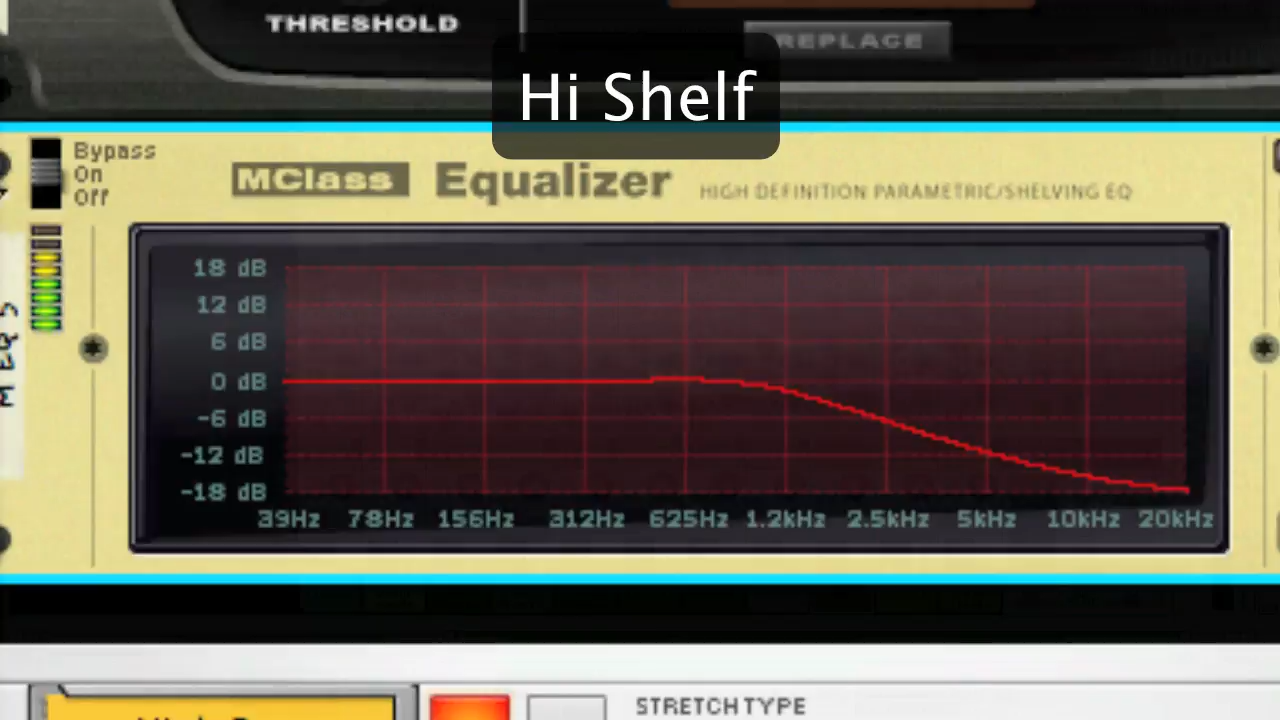 THRESHOLD
REPLACE
Hi Shelf
Bypass
On
Off
MClass Equalizer HIGH DEFINITION PARAMETRIC/SHELVING EQ
18 dB
12 dB
6 dB
0 dB
-6 dB
-12 dB
-18 dB
39Hz 78Hz 156Hz 312Hz 625Hz 1.2kHz 2.5kHz 5kHz 10kHz 20kHz
M EQ 5
STRETCH TYPE